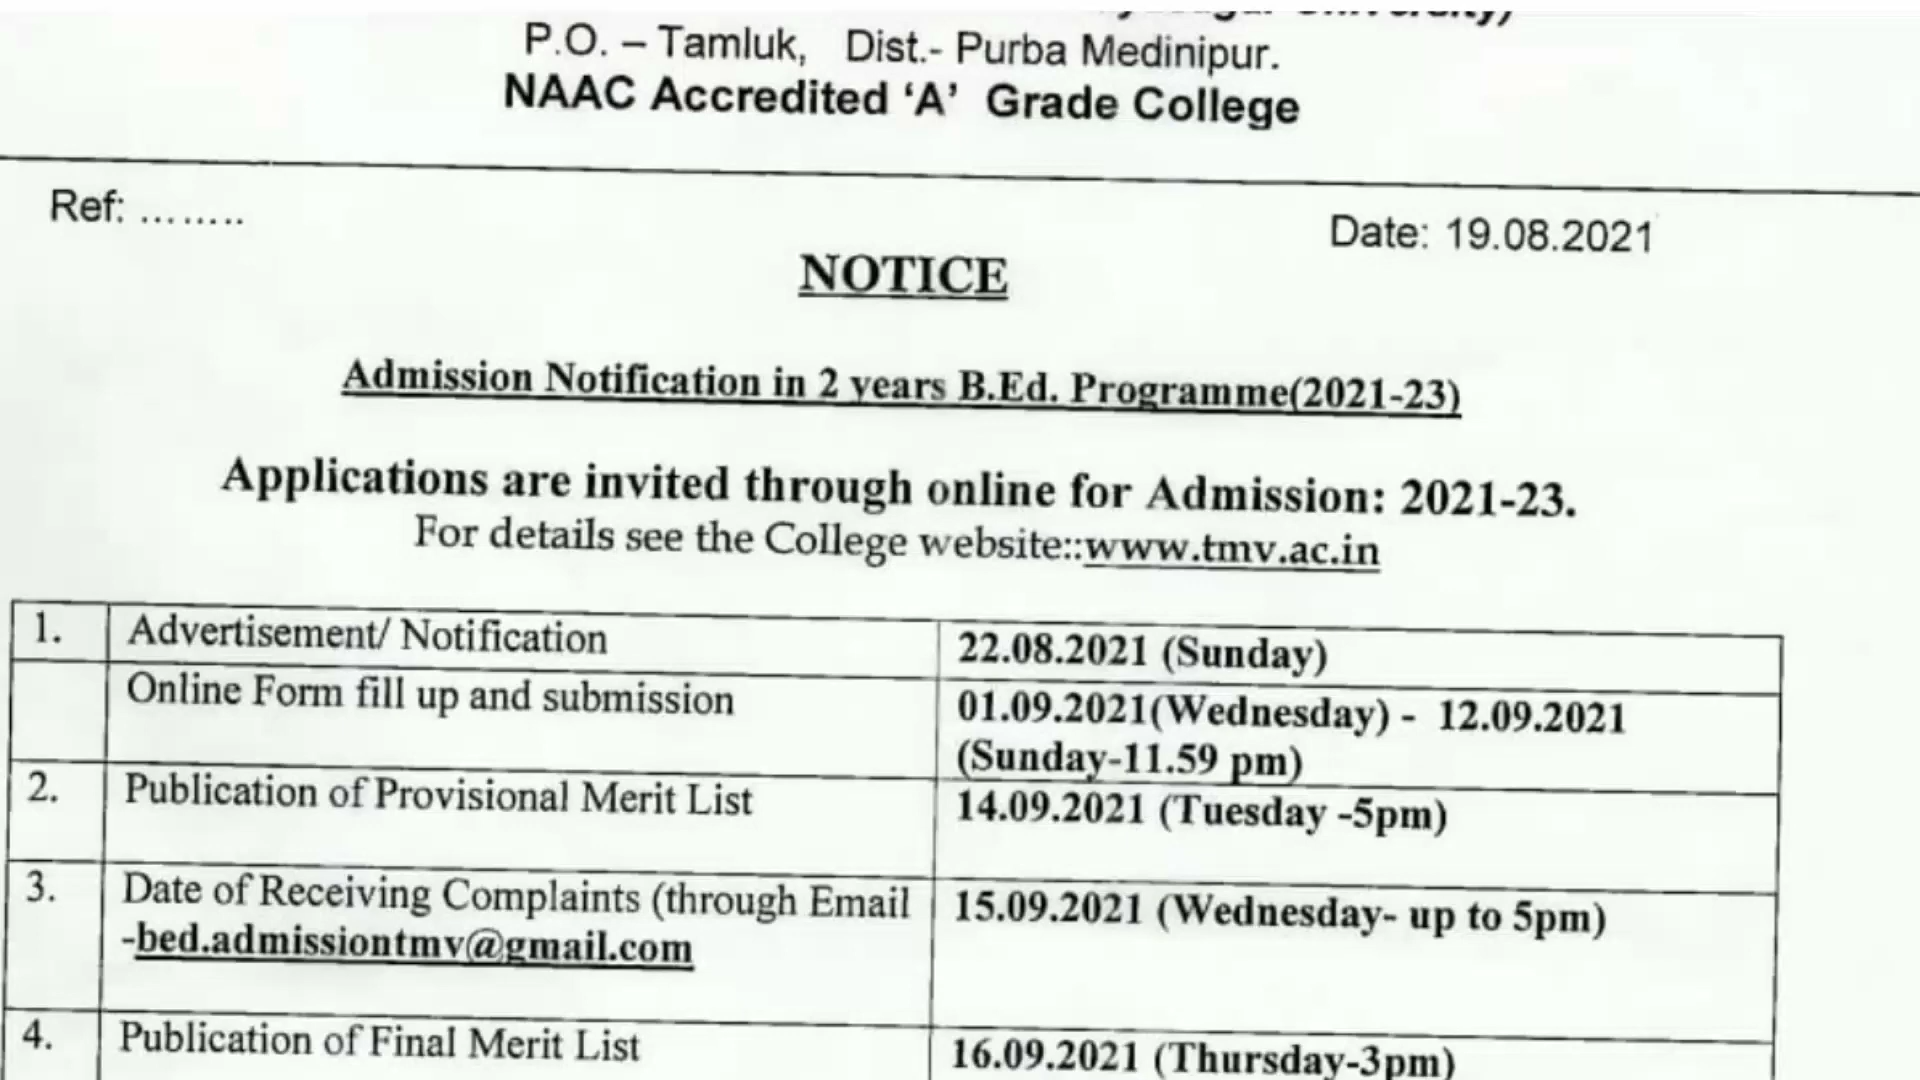 University)
P.O. – Tamluk, Dist.- Purba Medinipur.
NAAC Accredited ‘A’ Grade College
Ref: ........
Date: 19.08.2021
NOTICE
Admission Notification in 2 years B.Ed. Programme(2021-23)
Applications are invited through online for Admission: 2021-23.
For details see the College website::www.tmv.ac.in
1. Advertisement/ Notification 22.08.2021 (Sunday)
Online Form fill up and submission 01.09.2021(Wednesday) - 12.09.2021
(Sunday-11.59 pm)
2. Publication of Provisional Merit List 14.09.2021 (Tuesday -5pm)
3. Date of Receiving Complaints (through Email 15.09.2021 (Wednesday- up to 5pm)
-bed.admissiontmv@gmail.com
4. Publication of Final Merit List 16.09.2021 (Thursday-3pm)